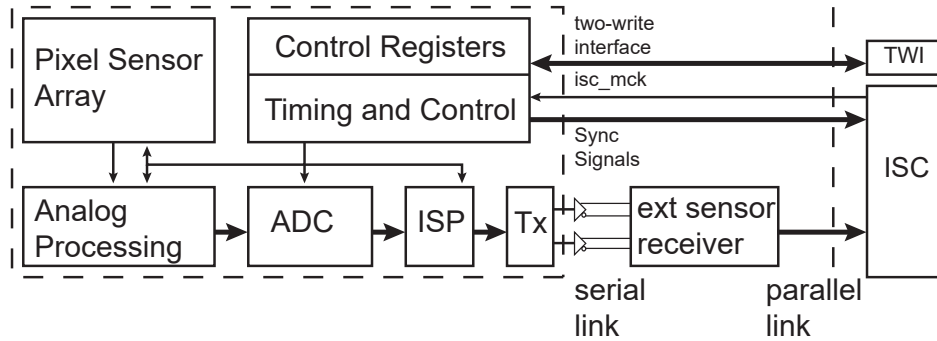 Pixel Sensor
Array
Control Registers
Timing and Control
two-write
interface
isc_mck
Sync
Signals
TWI
ISC
Analog
Processing
ADC
ISP
Tx
ext sensor
receiver
serial
link
parallel
link